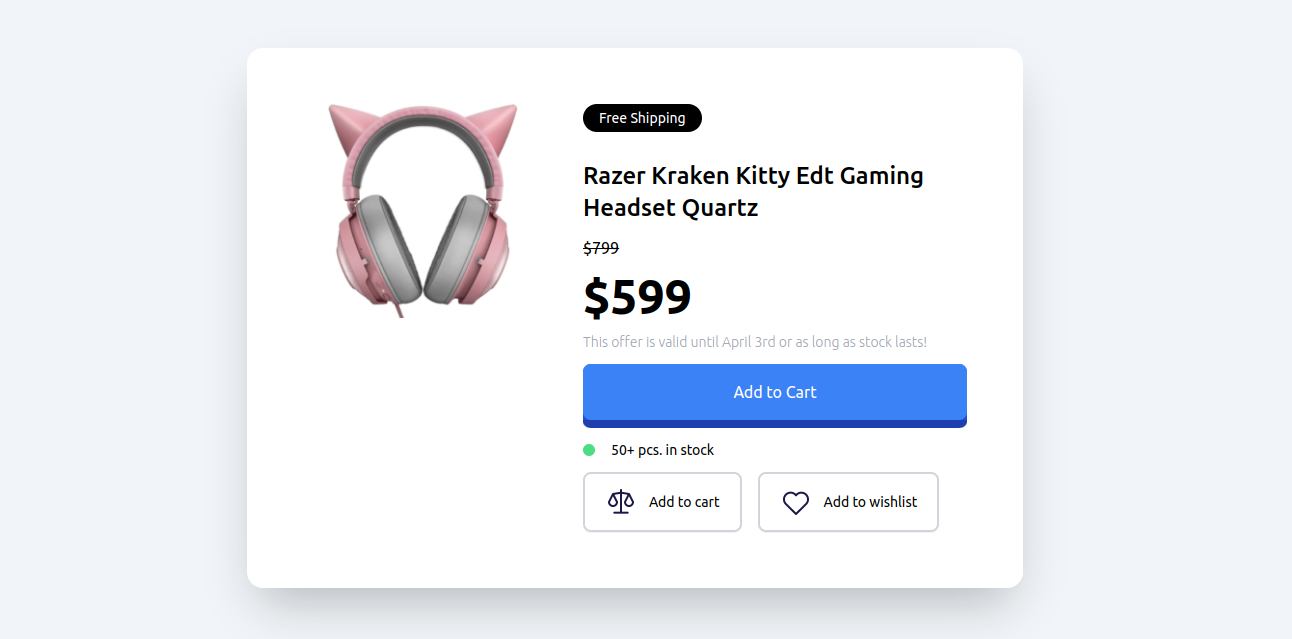 Free Shipping
Razer Kraken Kitty Edt Gaming
Headset Quartz
$799
$599
This offer is valid until April 3rd or as long as stock lasts!
Add to Cart
50+ pcs. in stock
Add to cart
Add to wishlist